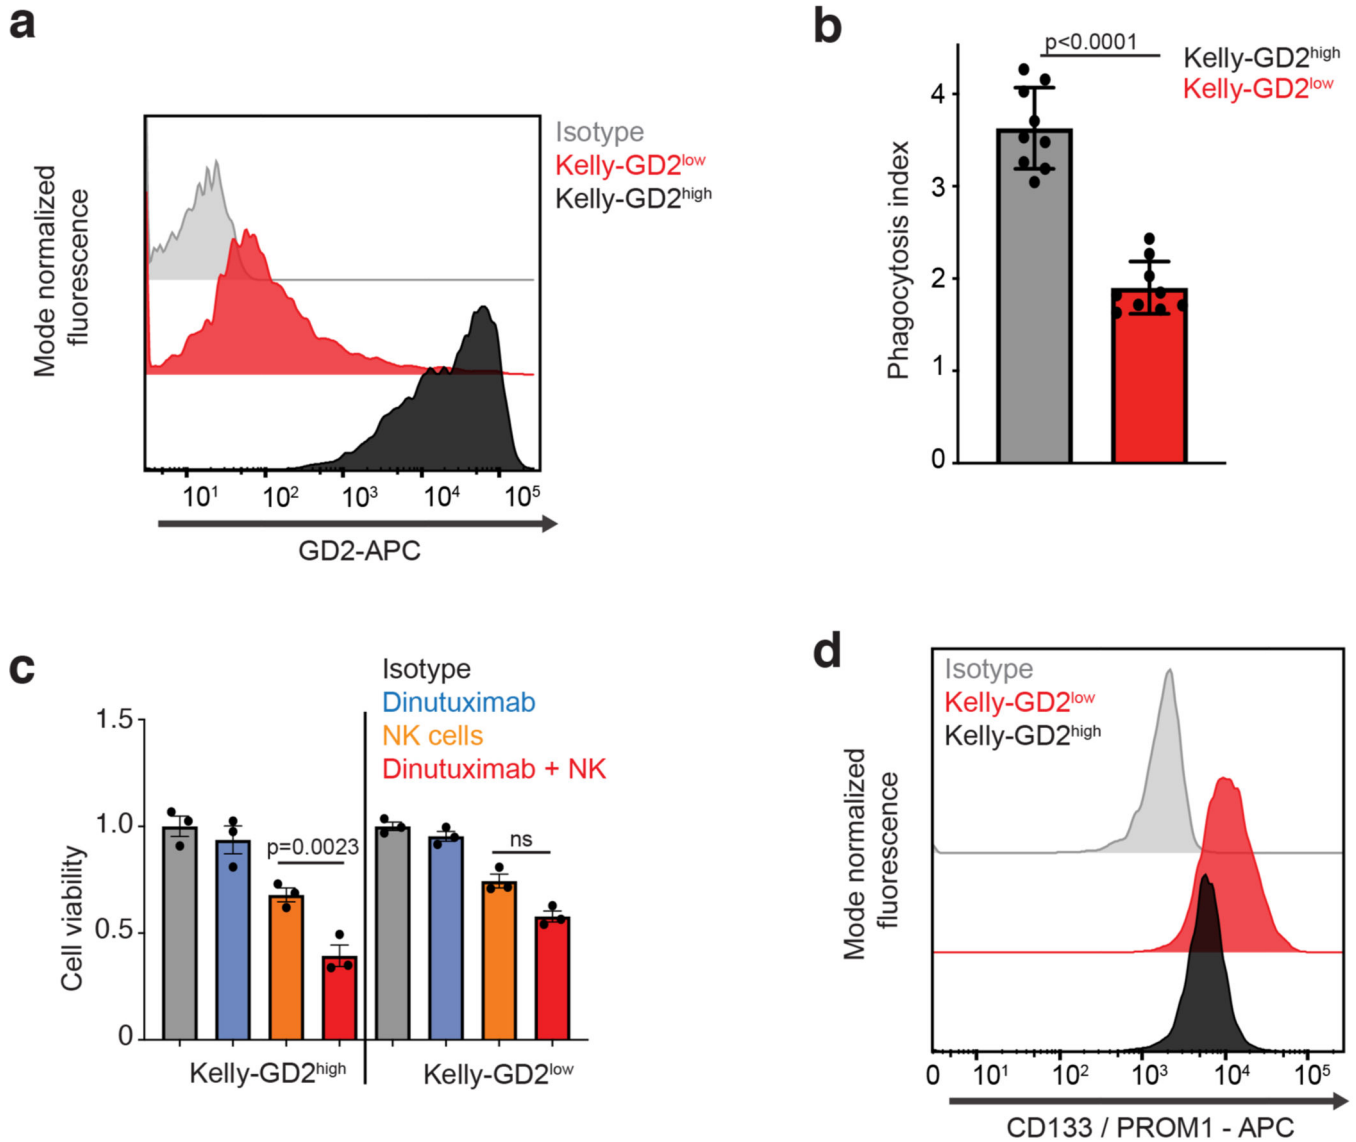 a
Mode normalized
fluorescence
Isotype
Kelly-GD2low
Kelly-GD2high
10¹ 10² 10³ 10⁴ 10⁵
GD2-APC
b
p<0.0001
Kelly-GD2high
Kelly-GD2low
Phagocytosis index
4
3
2
1
0
c
Isotype
Dinutuximab
NK cells
Dinutuximab + NK
Cell viability
1.5
1.0
0.5
0
p=0.0023
ns
Kelly-GD2high
Kelly-GD2low
d
Isotype
Kelly-GD2low
Kelly-GD2high
Mode normalized
fluorescence
0 10¹ 10² 10³ 10⁴ 10⁵
CD133 / PROM1 - APC